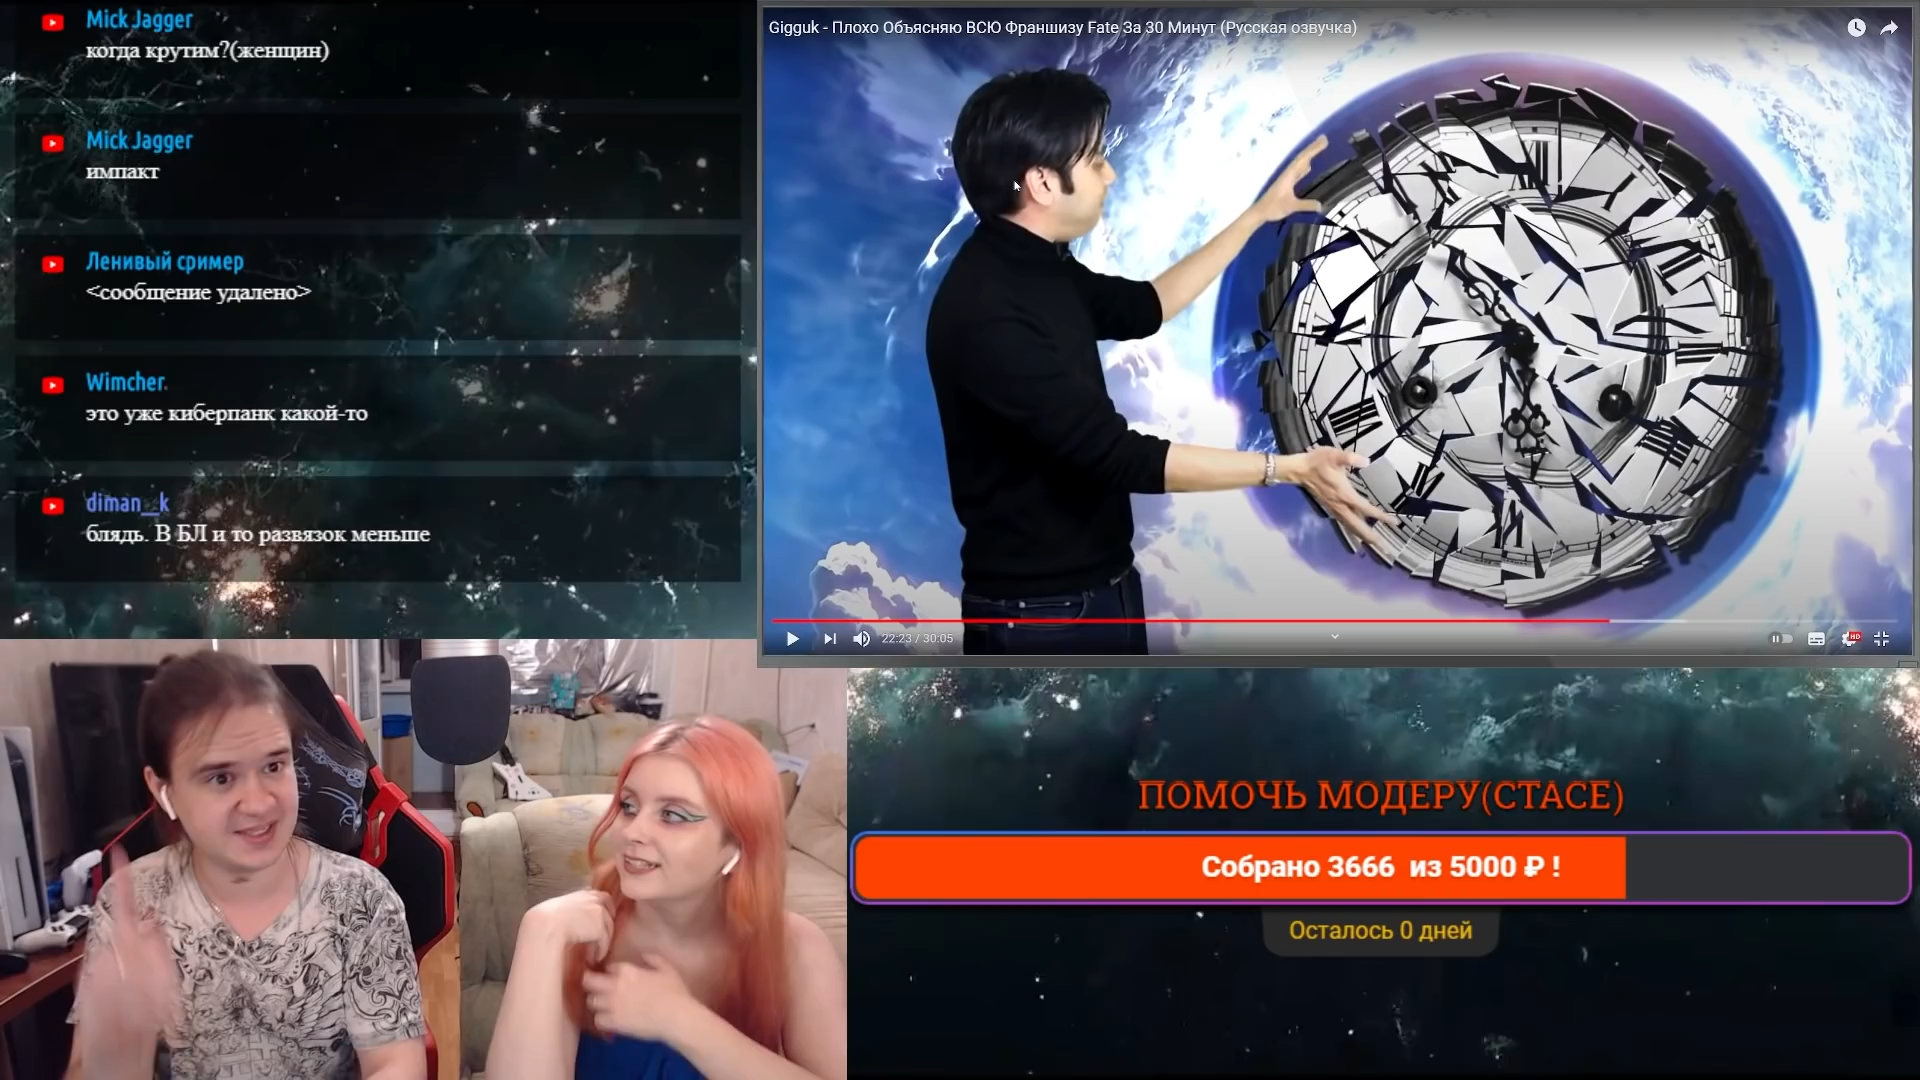 Mick Jagger
когда крутим?(женщин)
Mick Jagger
импакт
Ленивый сример
<сообщение удалено>
Wimcher.
это уже киберпанк какой-то
diman__k
блядь. В БЛ и то развязок меньше
Gigguk - Плохо Объясняю ВСЮ Франшизу Fate За 30 Минут (Русская озвучка)
22:23 / 30:05
HD
ПОМОЧЬ МОДЕРУ(СТАСЕ)
Собрано 3666 из 5000 ₽ !
Осталось 0 дней